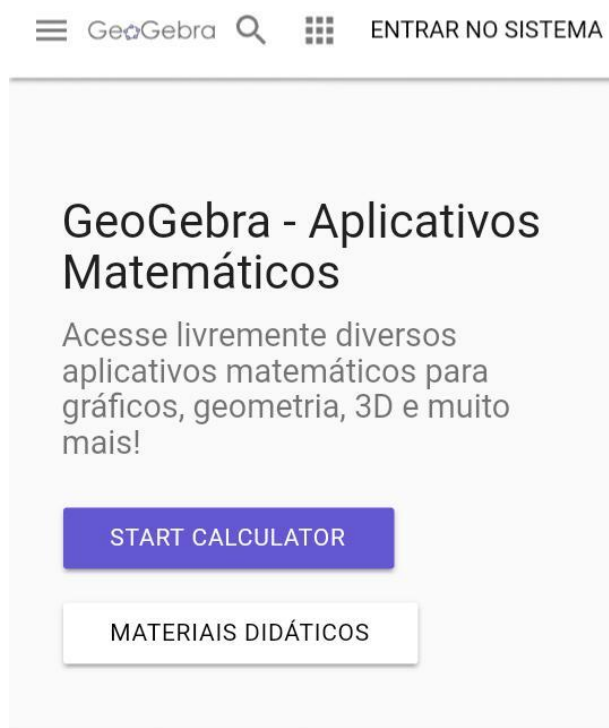 GeoGebra ENTRAR NO SISTEMA
GeoGebra - Aplicativos
Matemáticos
Acesse livremente diversos
aplicativos matemáticos para
gráficos, geometria, 3D e muito
mais!
START CALCULATOR
MATERIAIS DIDÁTICOS